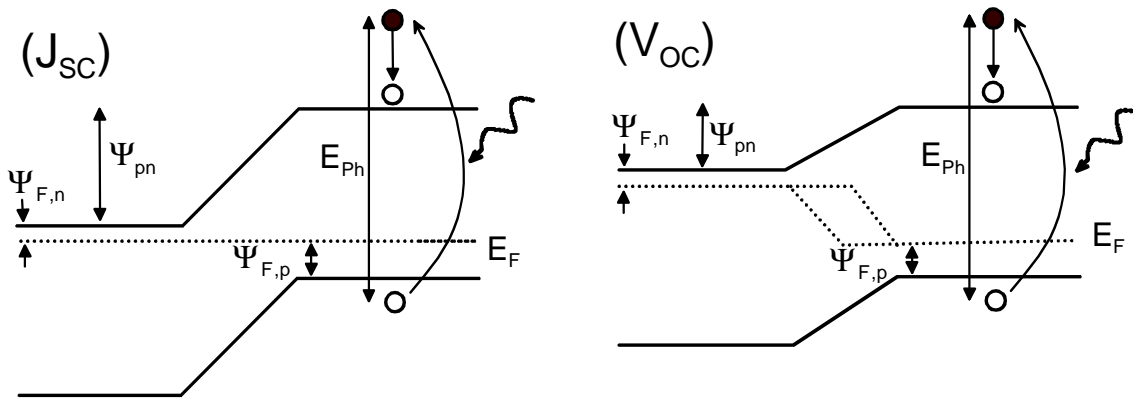 (J_SC)
Ψ_pn
Ψ_F,n
E_Ph
Ψ_F,p
E_F
(V_OC)
Ψ_F,n
Ψ_pn
E_Ph
Ψ_F,p
E_F